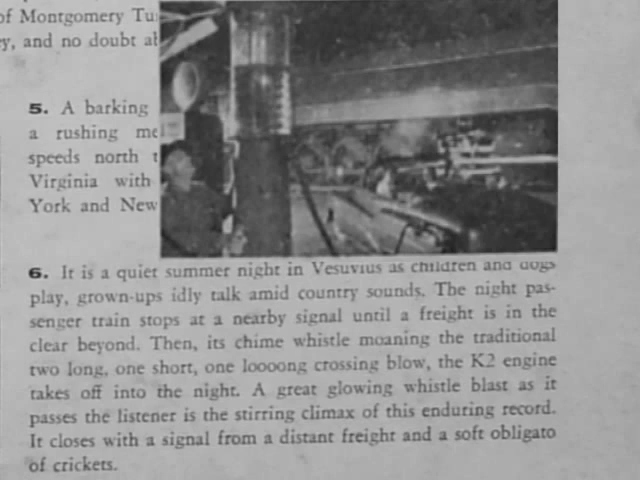 of Montgomery Tu
y, and no doubt a
5. A barking
a rushing me
speeds north t
Virginia with
York and New
6. It is a quiet summer night in Vesuvius as children and dogs
play, grown-ups idly talk amid country sounds. The night pas-
senger train stops at a nearby signal until a freight is in the
clear beyond. Then, its chime whistle moaning the traditional
two long, one short, one loooong crossing blow, the K2 engine
takes off into the night. A great glowing whistle blast as it
passes the listener is the stirring climax of this enduring record.
It closes with a signal from a distant freight and a soft obligato
of crickets.